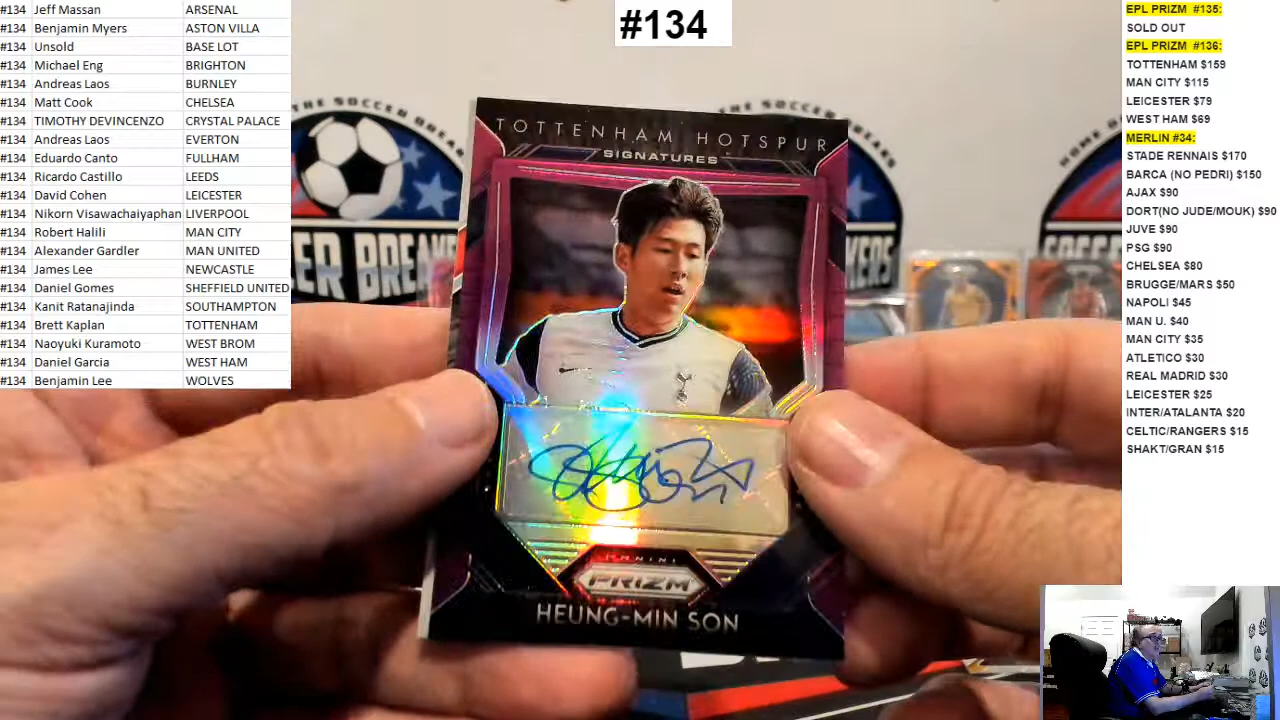 #134 Jeff Massan ARSENAL
#134 Benjamin Myers ASTON VILLA
#134 Unsold BASE LOT
#134 Michael Eng BRIGHTON
#134 Andreas Laos BURNLEY
#134 Matt Cook CHELSEA
#134 TIMOTHY DEVINCENZO CRYSTAL PALACE
#134 Andreas Laos EVERTON
#134 Eduardo Canto FULLHAM
#134 Ricardo Castillo LEEDS
#134 David Cohen LEICESTER
#134 Nikorn Visawachaiyaphan LIVERPOOL
#134 Robert Halili MAN CITY
#134 Alexander Gardler MAN UNITED
#134 James Lee NEWCASTLE
#134 Daniel Gomes SHEFFIELD UNITED
#134 Kanit Ratanajinda SOUTHAMPTON
#134 Brett Kaplan TOTTENHAM
#134 Naoyuki Kuramoto WEST BROM
#134 Daniel Garcia WEST HAM
#134 Benjamin Lee WOLVES
#134
THE SOCCER BREAK
TOTTENHAM HOTSPUR
SIGNATURES
PANINI
PRIZM
HEUNG-MIN SON
EPL PRIZM #135:
SOLD OUT
EPL PRIZM #136:
TOTTENHAM $159
MAN CITY $115
LEICESTER $79
WEST HAM $69
MERLIN #34:
STADE RENNAIS $170
BARCA (NO PEDRI) $150
AJAX $90
DORT(NO JUDE/MOUK) $90
JUVE $90
PSG $90
CHELSEA $80
BRUGGE/MARS $50
NAPOLI $45
MAN U. $40
MAN CITY $35
ATLETICO $30
REAL MADRID $30
LEICESTER $25
INTER/ATALANTA $20
CELTIC/RANGERS $15
SHAKT/GRAN $15